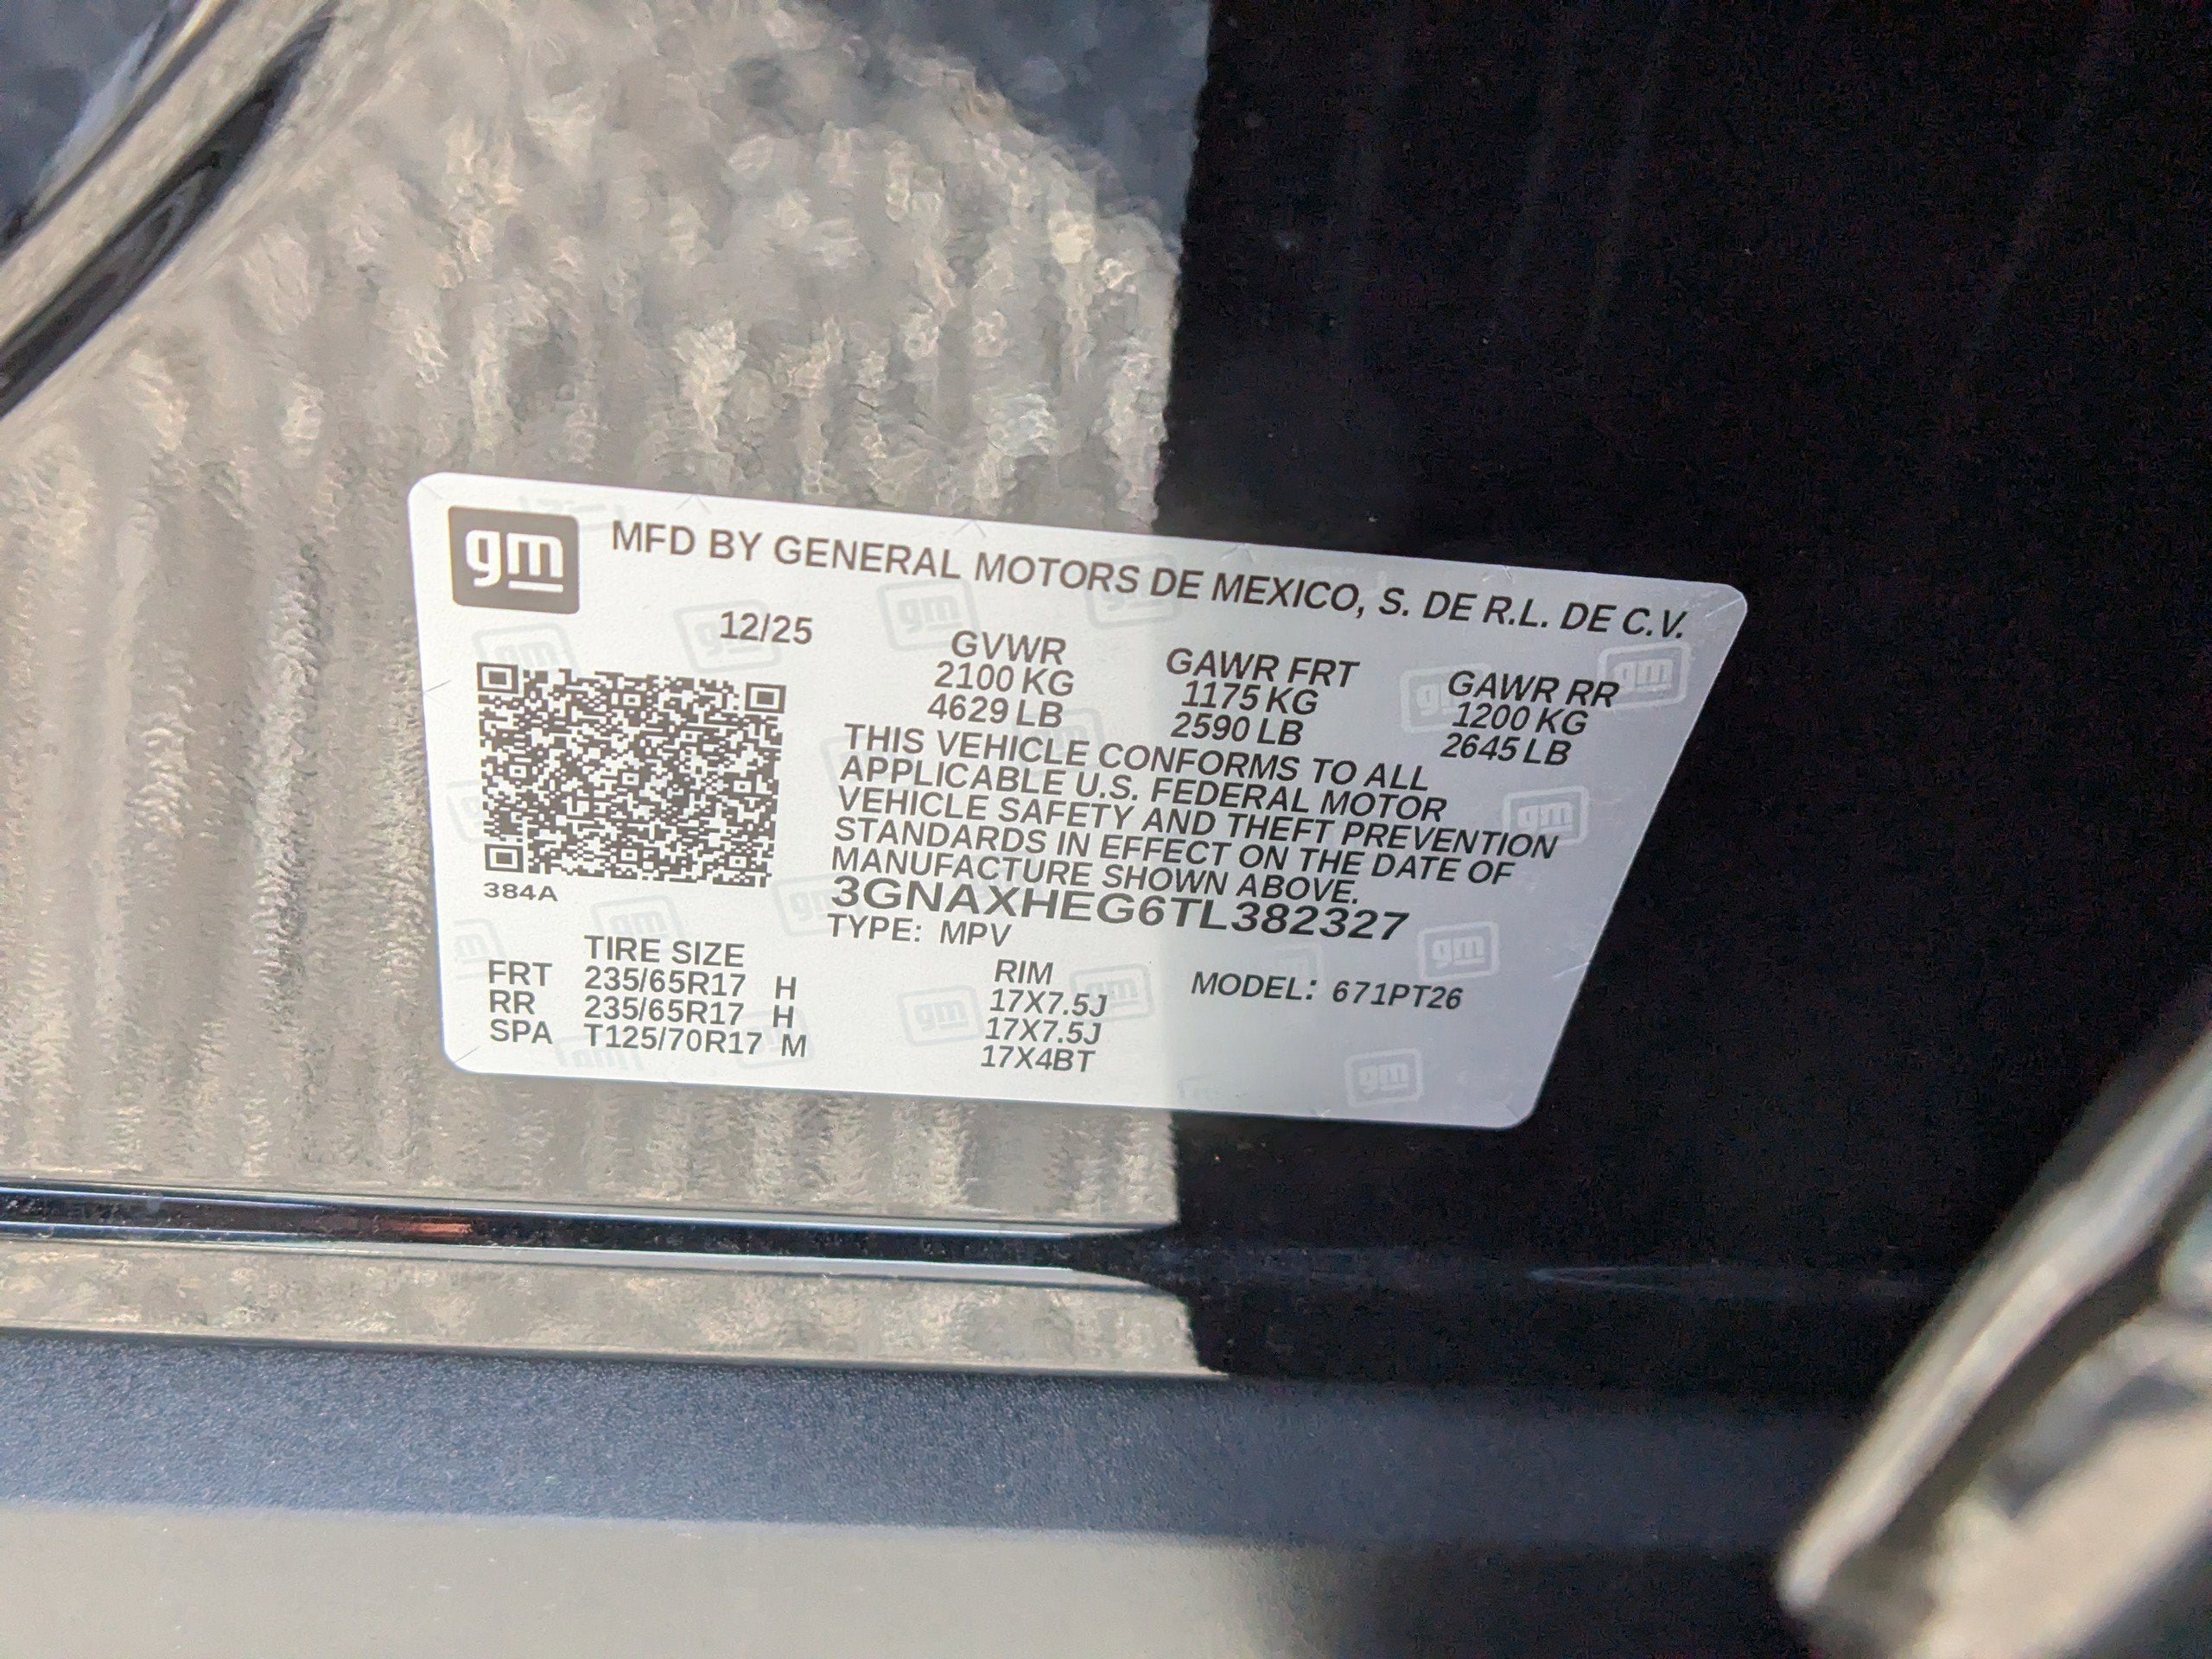 gm
MFD BY GENERAL MOTORS DE MEXICO, S. DE R.L. DE C.V.
12/25
GVWR GAWR FRT GAWR RR
2100 KG 1175 KG 1200 KG
4629 LB 2590 LB 2645 LB
THIS VEHICLE CONFORMS TO ALL
APPLICABLE U.S. FEDERAL MOTOR
VEHICLE SAFETY AND THEFT PREVENTION
STANDARDS IN EFFECT ON THE DATE OF
MANUFACTURE SHOWN ABOVE.
384A
3GNAXHEG6TL382327
TYPE: MPV
TIRE SIZE RIM MODEL: 671PT26
FRT 235/65R17 H 17X7.5J
RR 235/65R17 H 17X7.5J
SPA T125/70R17 M 17X4BT